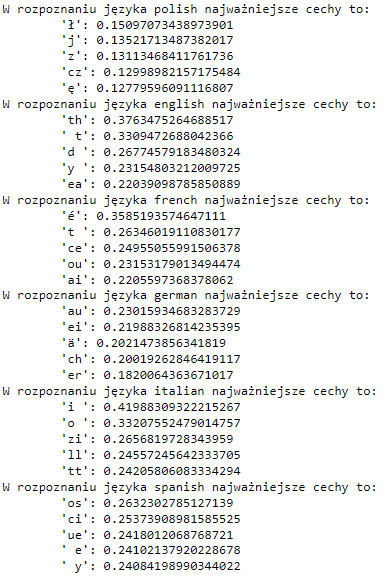 W rozpoznaniu języka polish najważniejsze cechy to:
'ł': 0.15097073438973901
'j': 0.13521713487382017
'z': 0.13113468411761736
'cz': 0.12998982157175484
'ę': 0.12779596091116807
W rozpoznaniu języka english najważniejsze cechy to:
'th': 0.3763475264688517
' t': 0.3309472688042366
'd ': 0.26774579183480324
'y ': 0.23154803212009725
'ea': 0.22039098785850889
W rozpoznaniu języka french najważniejsze cechy to:
'é': 0.3585193574647111
't ': 0.26346019110830177
'ce': 0.24955055991506378
'ou': 0.23153179013494474
'ai': 0.2205597368378062
W rozpoznaniu języka german najważniejsze cechy to:
'au': 0.23015934683283729
'ei': 0.21988326814235395
'ä': 0.2021473856341819
'ch': 0.20019262846419117
'er': 0.1820064363671017
W rozpoznaniu języka italian najważniejsze cechy to:
'i ': 0.41988309322215267
'o ': 0.33207552479014757
'zi': 0.2656819728343959
'll': 0.24557245642333705
'tt': 0.24205806083334294
W rozpoznaniu języka spanish najważniejsze cechy to:
'os': 0.2632302785127139
'ci': 0.25373908981585525
'ue': 0.2418012068768721
' e': 0.24102137920228678
' y': 0.24084198990344022